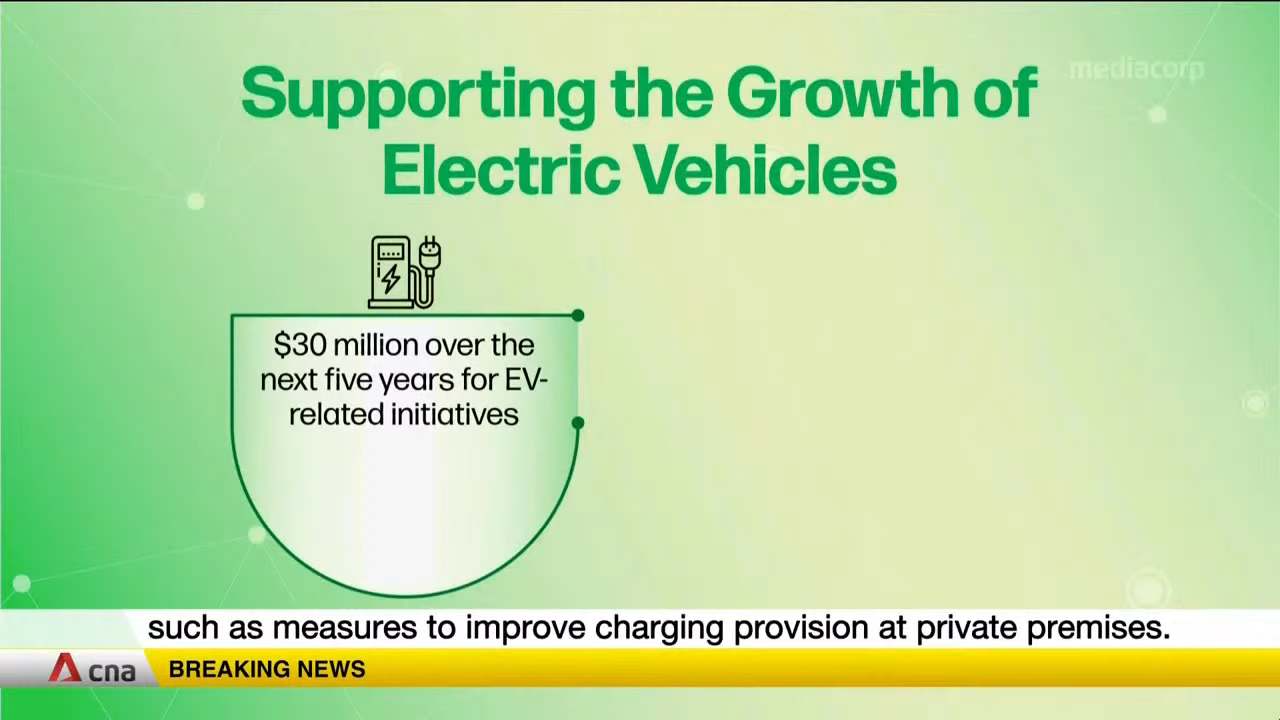 mediacorp
Supporting the Growth of
Electric Vehicles
$30 million over the
next five years for EV-
related initiatives
such as measures to improve charging provision at private premises.
cna
BREAKING NEWS